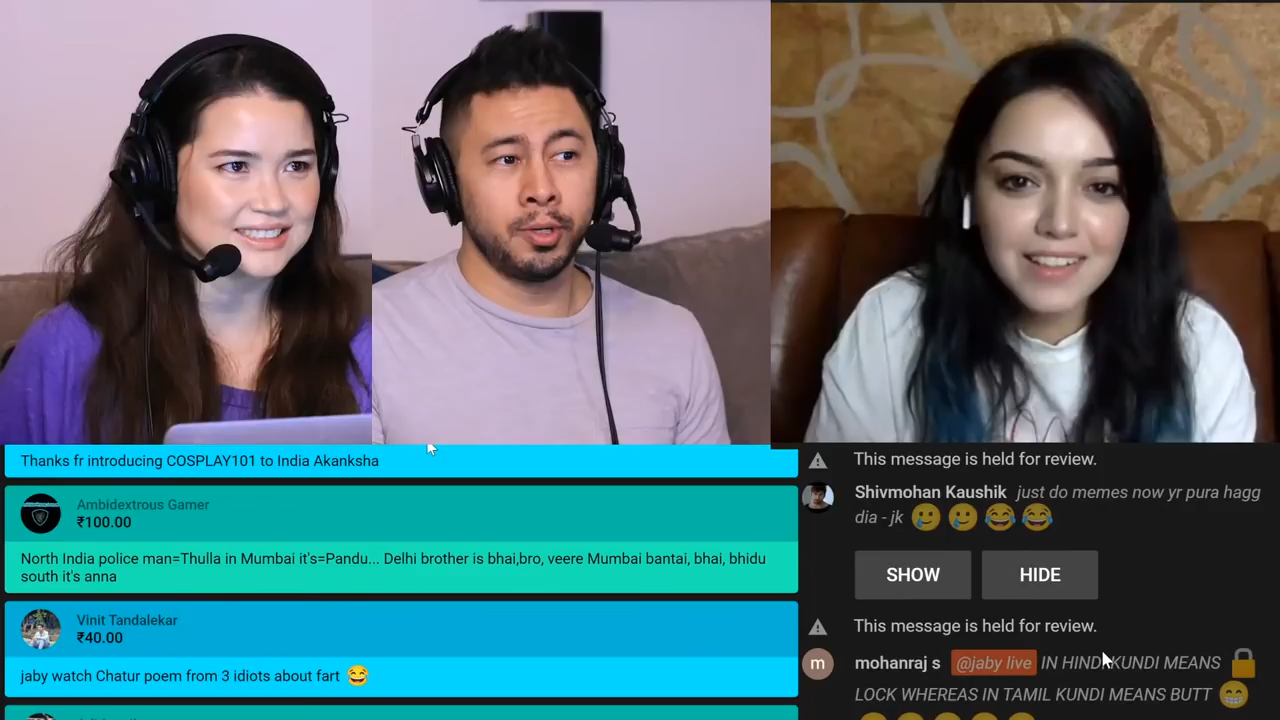 Thanks fr introducing COSPLAY101 to India Akanksha
Ambidextrous Gamer
₹100.00
North India police man=Thulla in Mumbai it's=Pandu... Delhi brother is bhai,bro, veere Mumbai bantai, bhai, bhidu
south it's anna
Vinit Tandalekar
₹40.00
jaby watch Chatur poem from 3 idiots about fart 😂
This message is held for review.
Shivmohan Kaushik just do memes now yr pura hagg
dia - jk 🥲 🥲 😂 😂
SHOW HIDE
This message is held for review.
m mohanraj s @jaby live IN HINDI KUNDI MEANS 🔒
LOCK WHEREAS IN TAMIL KUNDI MEANS BUTT 😁